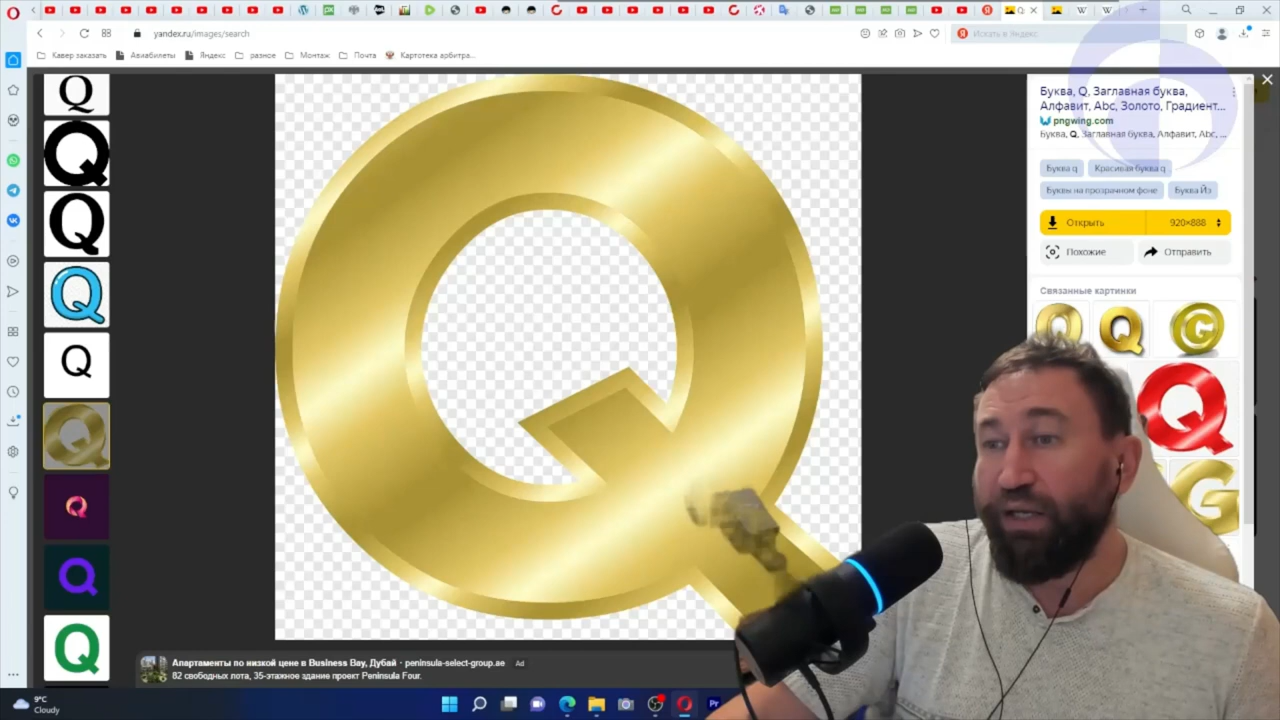 yandex.ru/images/search
Искать в Яндекс
Кавер заказать
Авиабилеты
Яндекс
разное
Монтаж
Почта
Картотека арбитра...
Q
Q
Q
Q
Q
Q
Q
Q
Q
Q
Буква, Q, Заглавная буква,
Алфавит, Abc, Золото, Градиент...
pngwing.com
Буква, Q, Заглавная буква, Алфавит, Abc, ...
Буква q
Красивая буква q
Буквы на прозрачном фоне
Буква Йз
Открыть
920×888
Похожие
Отправить
Связанные картинки
Q
Q
G
Q
G
Апартаменты по низкой цене в Business Bay, Дубай · peninsula-select-group.ae Ad
82 свободных лота, 35-этажное здание проект Peninsula Four.
9°C
Cloudy
Pr